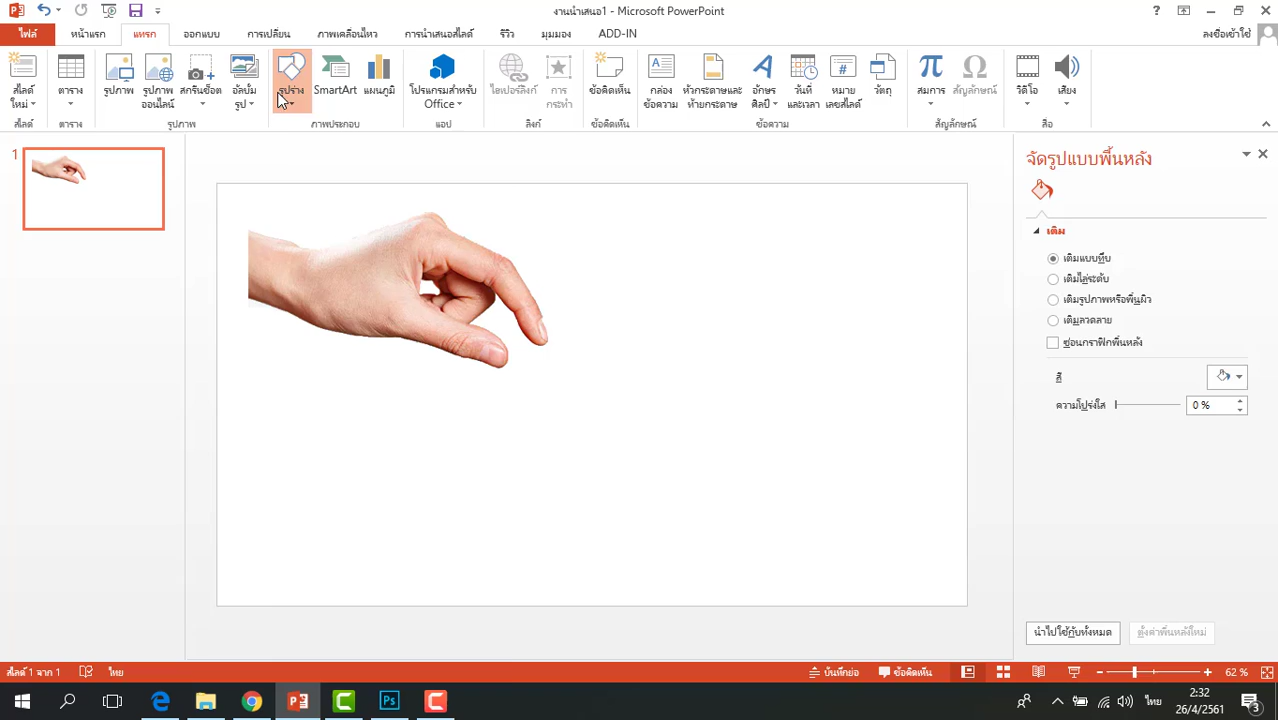 งานนำเสนอ1 - Microsoft PowerPoint
ไฟล์ หน้าแรก แทรก ออกแบบ การเปลี่ยน ภาพเคลื่อนไหว การนำเสนอสไลด์ รีวิว มุมมอง ADD-IN ลงชื่อเข้าใช้
สไลด์ใหม่ ตาราง รูปภาพ รูปภาพออนไลน์ สกรีนช็อต อัลบั้มรูป รูปร่าง SmartArt แผนภูมิ โปรแกรมสำหรับ Office ไฮเปอร์ลิงก์ การกระทำ ข้อคิดเห็น กล่องข้อความ หัวกระดาษและท้ายกระดาษ อักษรศิลป์ วันที่และเวลา หมายเลขสไลด์ วัตถุ สมการ สัญลักษณ์ วิดีโอ เสียง
สไลด์ ตาราง รูปภาพ ภาพประกอบ แอป ลิงก์ ข้อคิดเห็น ข้อความ สัญลักษณ์ สื่อ
1
จัดรูปแบบพื้นหลัง
เติม
เติมแบบทึบ
เติมไล่ระดับ
เติมรูปภาพหรือพื้นผิว
เติมลวดลาย
ซ่อนกราฟิกพื้นหลัง
สี
ความโปร่งใส 0 %
นำไปใช้กับทั้งหมด ตั้งค่าพื้นหลังใหม่
สไลด์ 1 จาก 1 ไทย บันทึกย่อ ข้อคิดเห็น 62 %
ไทย 2:32
26/4/2561 3